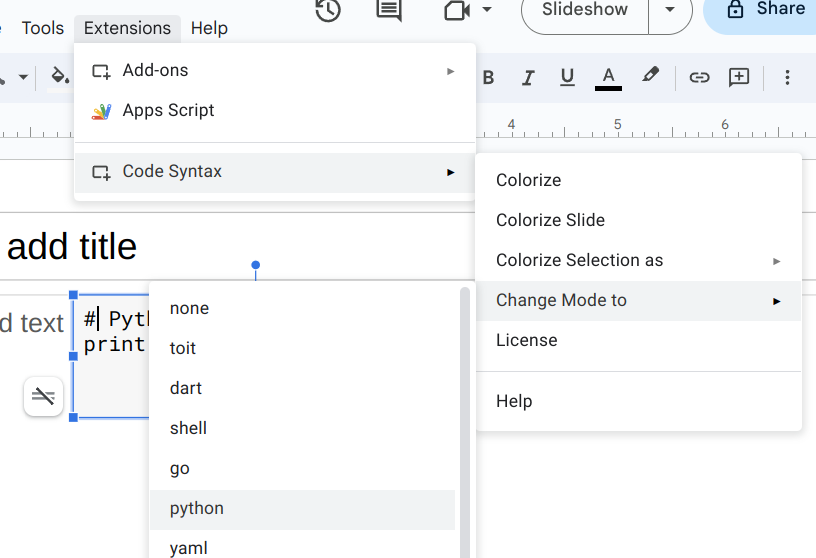 Tools Extensions Help
Slideshow
Share
Add-ons
Apps Script
Code Syntax
B I U A
4 5 6
Colorize
Colorize Slide
Colorize Selection as
Change Mode to
License
Help
add title
d text
# Pyth
print
none
toit
dart
shell
go
python
yaml